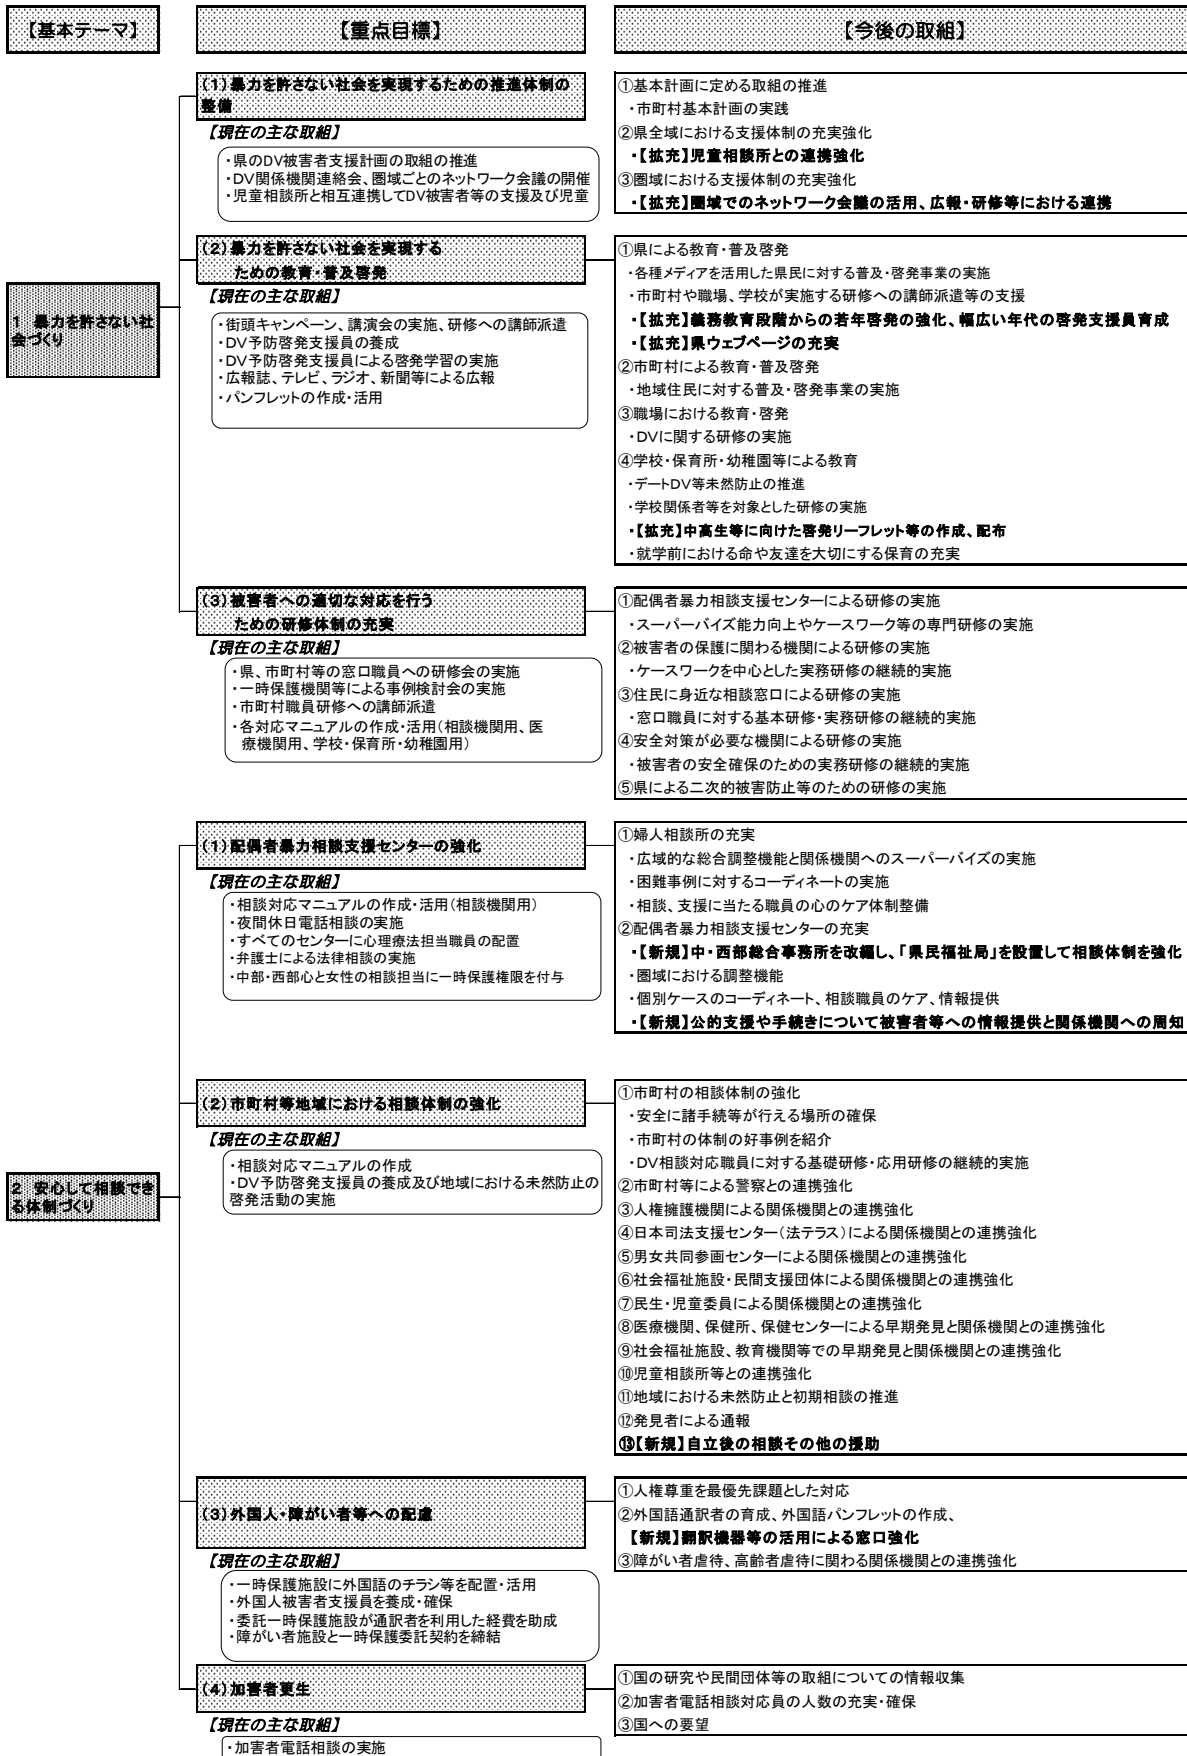 【基本テーマ】
【重点目標】
【今後の取組】
1 暴力を許さない社
会づくり
(1)暴力を許さない社会を実現するための推進体制の
整備
【現在の主な取組】
・県のDV被害者支援計画の取組の推進
・DV関係機関連絡会、圏域ごとのネットワーク会議の開催
・児童相談所と相互連携してDV被害者等の支援及び児童
①基本計画に定める取組の推進
・市町村基本計画の実践
②県全域における支援体制の充実強化
・【拡充】児童相談所との連携強化
③圏域における支援体制の充実強化
・【拡充】圏域でのネットワーク会議の活用、広報・研修等における連携
(2)暴力を許さない社会を実現する
ための教育・普及啓発
【現在の主な取組】
・街頭キャンペーン、講演会の実施、研修への講師派遣
・DV予防啓発支援員の養成
・DV予防啓発支援員による啓発学習の実施
・広報誌、テレビ、ラジオ、新聞等による広報
・パンフレットの作成・活用
①県による教育・普及啓発
・各種メディアを活用した県民に対する普及・啓発事業の実施
・市町村や職場、学校が実施する研修への講師派遣等の支援
・【拡充】義務教育段階からの若年啓発の強化、幅広い年代の啓発支援員育成
・【拡充】県ウェブページの充実
②市町村による教育・普及啓発
・地域住民に対する普及・啓発事業の実施
③職場における教育・啓発
・DVに関する研修の実施
④学校・保育所・幼稚園等による教育
・デートDV等未然防止の推進
・学校関係者等を対象とした研修の実施
・【拡充】中高生等に向けた啓発リーフレット等の作成、配布
・就学前における命や友達を大切にする保育の充実
(3)被害者への適切な対応を行う
ための研修体制の充実
【現在の主な取組】
・県、市町村等の窓口職員への研修会の実施
・一時保護機関等による事例検討会の実施
・市町村職員研修への講師派遣
・各対応マニュアルの作成・活用(相談機関用、医
療機関用、学校・保育所・幼稚園用)
①配偶者暴力相談支援センターによる研修の実施
・スーパーバイズ能力向上やケースワーク等の専門研修の実施
②被害者の保護に関わる機関による研修の実施
・ケースワークを中心とした実務研修の継続的実施
③住民に身近な相談窓口による研修の実施
・窓口職員に対する基本研修・実務研修の継続的実施
④安全対策が必要な機関による研修の実施
・被害者の安全確保のための実務研修の継続的実施
⑤県による二次的被害防止等のための研修の実施
2 安心して相談でき
る体制づくり
(1)配偶者暴力相談支援センターの強化
【現在の主な取組】
・相談対応マニュアルの作成・活用(相談機関用)
・夜間休日電話相談の実施
・すべてのセンターに心理療法担当職員の配置
・弁護士による法律相談の実施
・中部・西部心と女性の相談担当に一時保護権限を付与
①婦人相談所の充実
・広域的な総合調整機能と関係機関へのスーパーバイズの実施
・困難事例に対するコーディネートの実施
・相談、支援に当たる職員の心のケア体制整備
②配偶者暴力相談支援センターの充実
・【新規】中・西部総合事務所を改編し、「県民福祉局」を設置して相談体制を強化
・圏域における調整機能
・個別ケースのコーディネート、相談職員のケア、情報提供
・【新規】公的支援や手続きについて被害者等への情報提供と関係機関への周知
(2)市町村等地域における相談体制の強化
【現在の主な取組】
・相談対応マニュアルの作成
・DV予防啓発支援員の養成及び地域における未然防止の
啓発活動の実施
①市町村の相談体制の強化
・安全に諸手続等が行える場所の確保
・市町村の体制の好事例を紹介
・DV相談対応職員に対する基礎研修・応用研修の継続的実施
②市町村等による警察との連携強化
③人権擁護機関による関係機関との連携強化
④日本司法支援センター(法テラス)による関係機関との連携強化
⑤男女共同参画センターによる関係機関との連携強化
⑥社会福祉施設・民間支援団体による関係機関との連携強化
⑦民生・児童委員による関係機関との連携強化
⑧医療機関、保健所、保健センターによる早期発見と関係機関との連携強化
⑨社会福祉施設、教育機関等での早期発見と関係機関との連携強化
⑩児童相談所等との連携強化
⑪地域における未然防止と初期相談の推進
⑫発見者による通報
⑬【新規】自立後の相談その他の援助
(3)外国人・障がい者等への配慮
【現在の主な取組】
・一時保護施設に外国語のチラシ等を配置・活用
・外国人被害者支援員を養成・確保
・委託一時保護施設が通訳者を利用した経費を助成
・障がい者施設と一時保護委託契約を締結
①人権尊重を最優先課題とした対応
②外国語通訳者の育成、外国語パンフレットの作成、
【新規】翻訳機器等の活用による窓口強化
③障がい者虐待、高齢者虐待に関わる関係機関との連携強化
(4)加害者更生
【現在の主な取組】
・加害者電話相談の実施
①国の研究や民間団体等の取組についての情報収集
②加害者電話相談対応員の人数の充実・確保
③国への要望